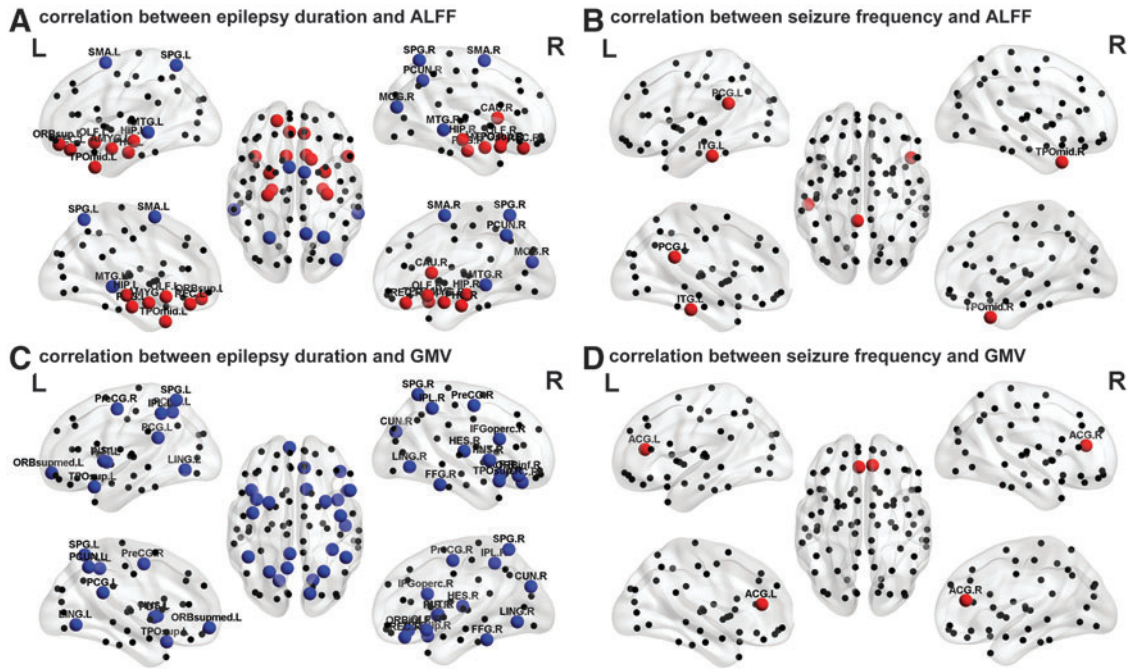 A correlation between epilepsy duration and ALFF
L
R
SMA.L
SPG.L
MTG.L
TPOmid.L
SPG.R
SMA.R
PCUN.R
MOG.R
CAU.R
MTG.R
HIP.R
SPG.L
SMA.L
MTG.L
HIP.L
ORBsup.L
TPOmid.L
SMA.R
SPG.R
PCUN.R
MOG.R
CAU.R
MTG.R
HIP.R
B correlation between seizure frequency and ALFF
L
R
PCG.L
ITG.L
TPOmid.R
PCG.L
ITG.L
TPOmid.R
C correlation between epilepsy duration and GMV
L
R
SPG.L
PreCG.R
IPL.L
PCG.L
ORBsupmed.L
TPOsup.L
LING.L
SPG.R
IPL.R
PreCG.R
CUN.R
IFGoperc.R
HES.R
LING.R
FFG.R
SPG.L
PCUN.L
PreCG.R
PCG.L
LING.L
ORBsupmed.L
TPOsup.L
SPG.R
PreCG.R
IFGoperc.R
CUN.R
HES.R
LING.R
FFG.R
D correlation between seizure frequency and GMV
L
R
ACG.L
ACG.R
ACG.L
ACG.R